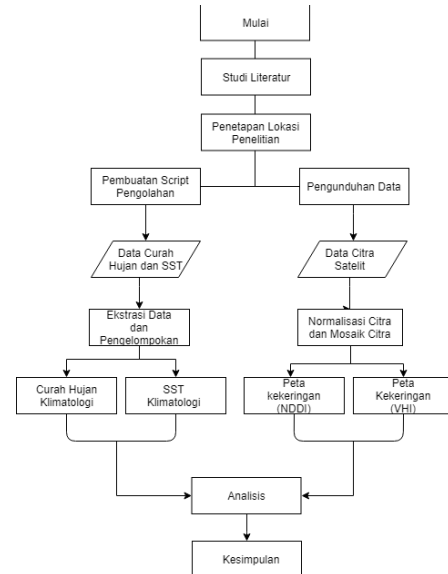 Mulai
Studi Literatur
Penetapan Lokasi
Penelitian
Pembuatan Script
Pengolahan
Pengunduhan Data
Data Curah
Hujan dan SST
Data Citra
Satelit
Ekstrasi Data
dan
Pengelompokan
Normalisasi Citra
dan Mosaik Citra
Curah Hujan
Klimatologi
SST
Klimatologi
Peta
kekeringan
(NDDI)
Peta
Kekeringan
(VHI)
Analisis
Kesimpulan